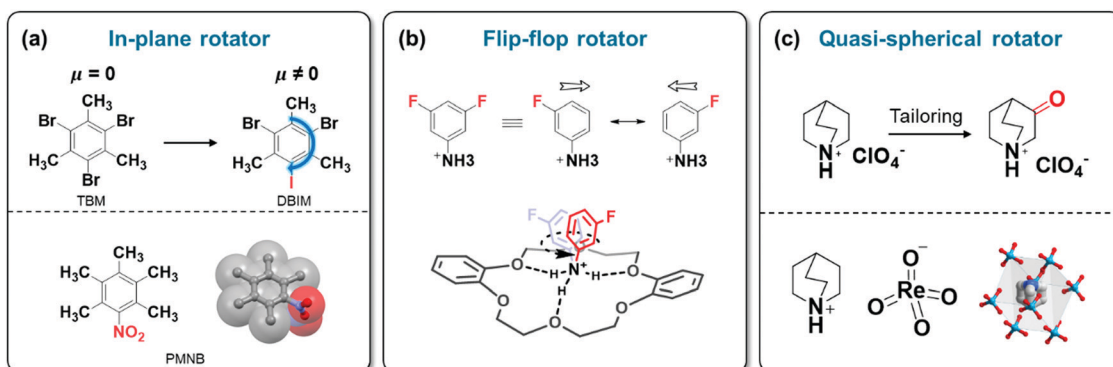 (a) In-plane rotator
μ = 0
μ ≠ 0
CH₃
Br
Br
H₃C
CH₃
Br
TBM
CH₃
Br
Br
H₃C
CH₃
I
DBIM
CH₃
H₃C
CH₃
H₃C
CH₃
NO₂
PMNB
(b) Flip-flop rotator
F
F
⁺NH3
F
⁺NH3
F
⁺NH3
F
F
O
O
N⁺
H
H
H
O
O
O
O
(c) Quasi-spherical rotator
Tailoring
O
N⁺
H
ClO₄⁻
N⁺
H
ClO₄⁻
N⁺
H
O⁻
O
Re
O
O